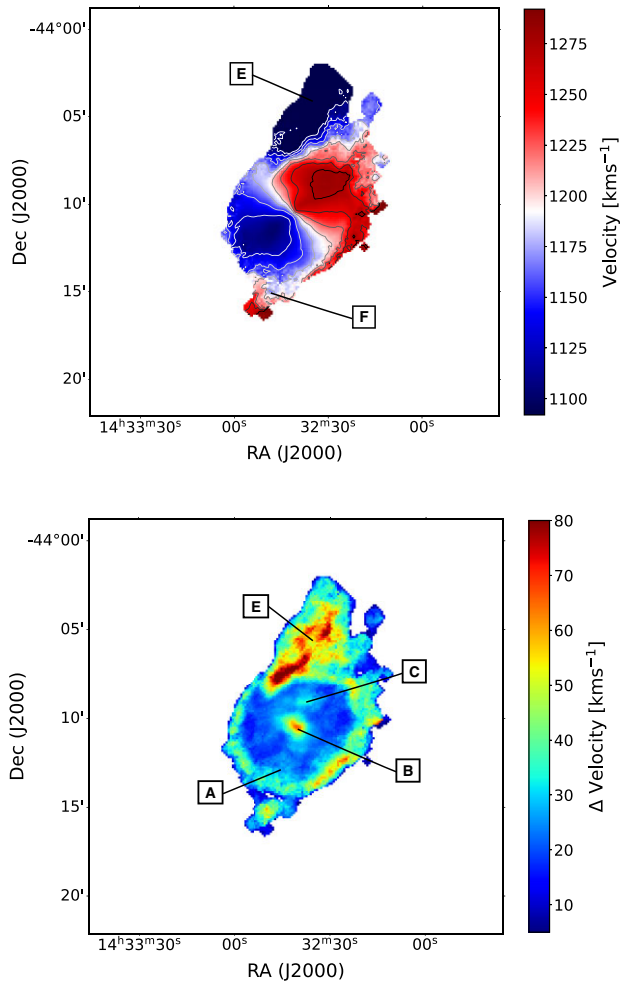 -44°00'
05'
10'
15'
20'
Dec (J2000)
14ʰ33ᵐ30ˢ
00ˢ
32ᵐ30ˢ
00ˢ
RA (J2000)
E
F
1275
1250
1225
1200
1175
1150
1125
1100
Velocity [kms⁻¹]
-44°00'
05'
10'
15'
20'
Dec (J2000)
14ʰ33ᵐ30ˢ
00ˢ
32ᵐ30ˢ
00ˢ
RA (J2000)
E
C
B
A
80
70
60
50
40
30
20
10
Δ Velocity [kms⁻¹]